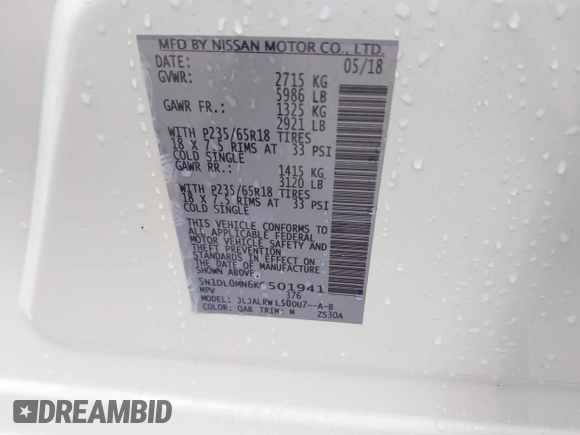 MFD BY NISSAN MOTOR CO., LTD.
DATE: 05/18
GVWR: 2715 KG
5986 LB
GAWR FR.: 1325 KG
2921 LB
WITH P235/65R18 TIRES
18 X 7.5 RIMS AT 33 PSI
COLD SINGLE
GAWR RR.: 1415 KG
3120 LB
WITH P235/65R18 TIRES
18 X 7.5 RIMS AT 33 PSI
COLD SINGLE
THIS VEHICLE CONFORMS TO
ALL APPLICABLE FEDERAL
MOTOR VEHICLE SAFETY AND
THEFT PREVENTION
STANDARDS IN EFFECT ON
THE DATE OF MANUFACTURE
SHOWN ABOVE.
MPV 376
MODEL: JLJALRWL50DU7--A-B
COLOR: QAB TRIM: M ZS30A
DREAMBID